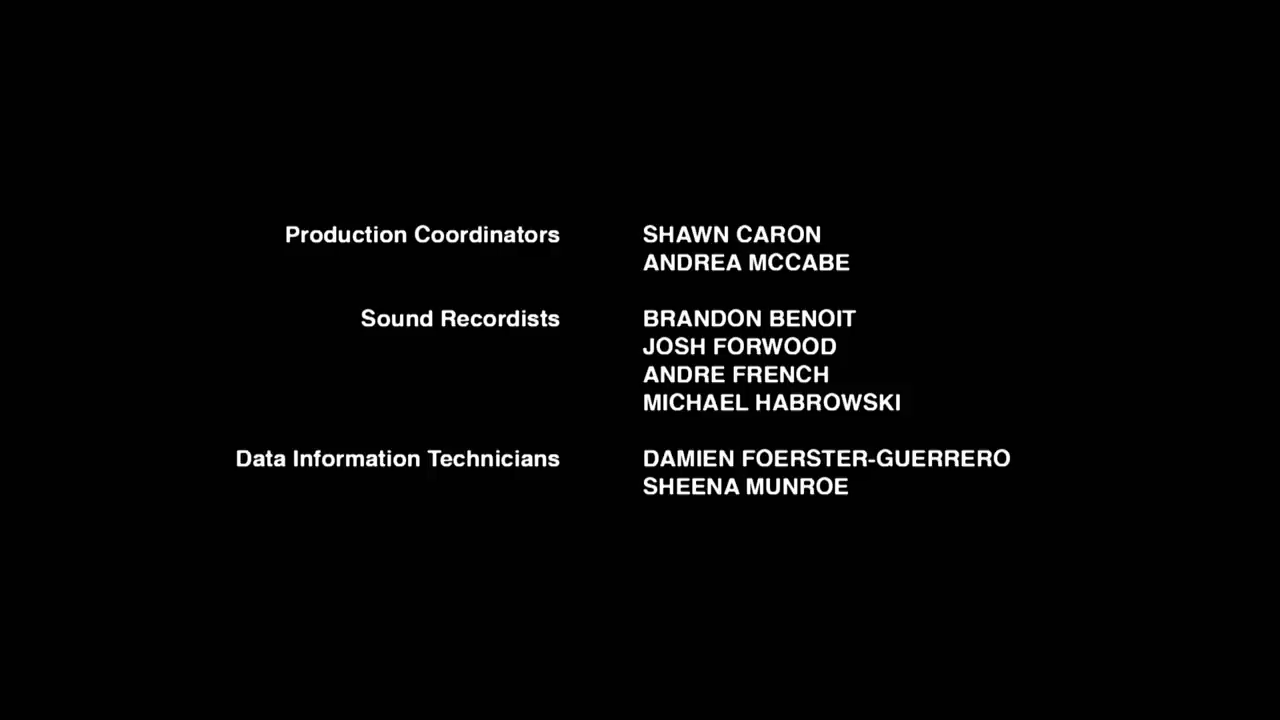 Production Coordinators SHAWN CARON
ANDREA MCCABE
Sound Recordists BRANDON BENOIT
JOSH FORWOOD
ANDRE FRENCH
MICHAEL HABROWSKI
Data Information Technicians DAMIEN FOERSTER-GUERRERO
SHEENA MUNROE